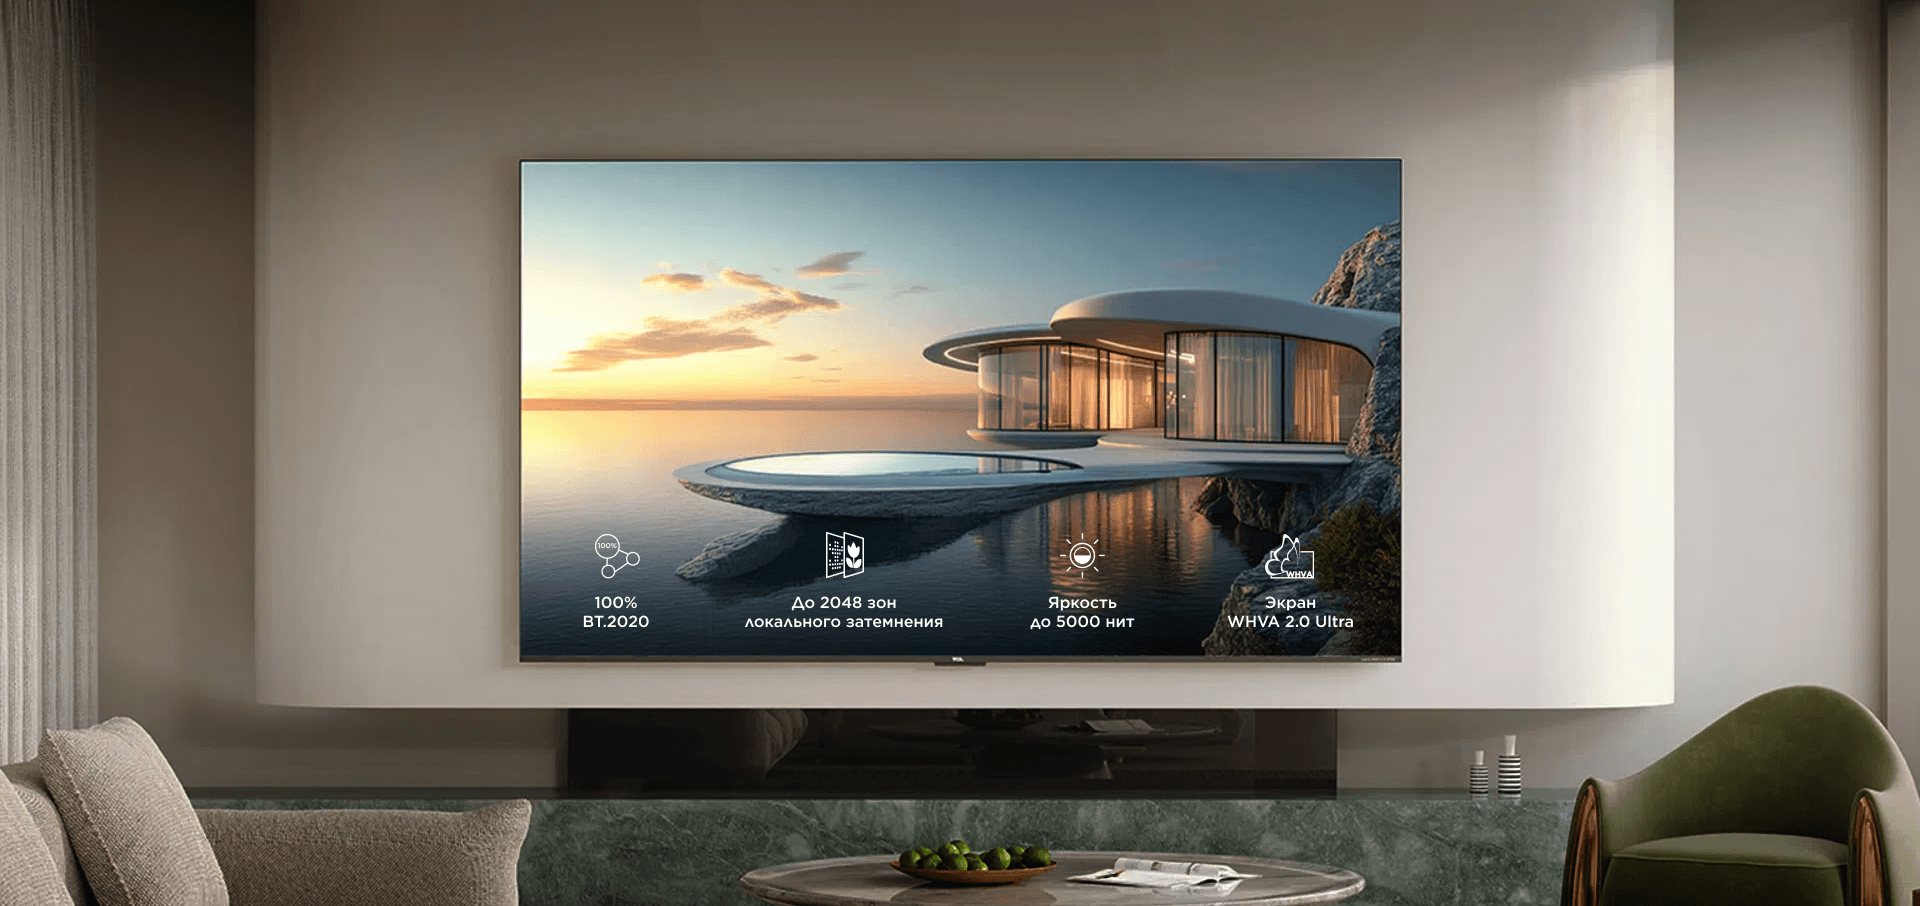 100%
100%
BT.2020
До 2048 зон
локального затемнения
Яркость
до 5000 нит
WHVA
Экран
WHVA 2.0 Ultra
TCL